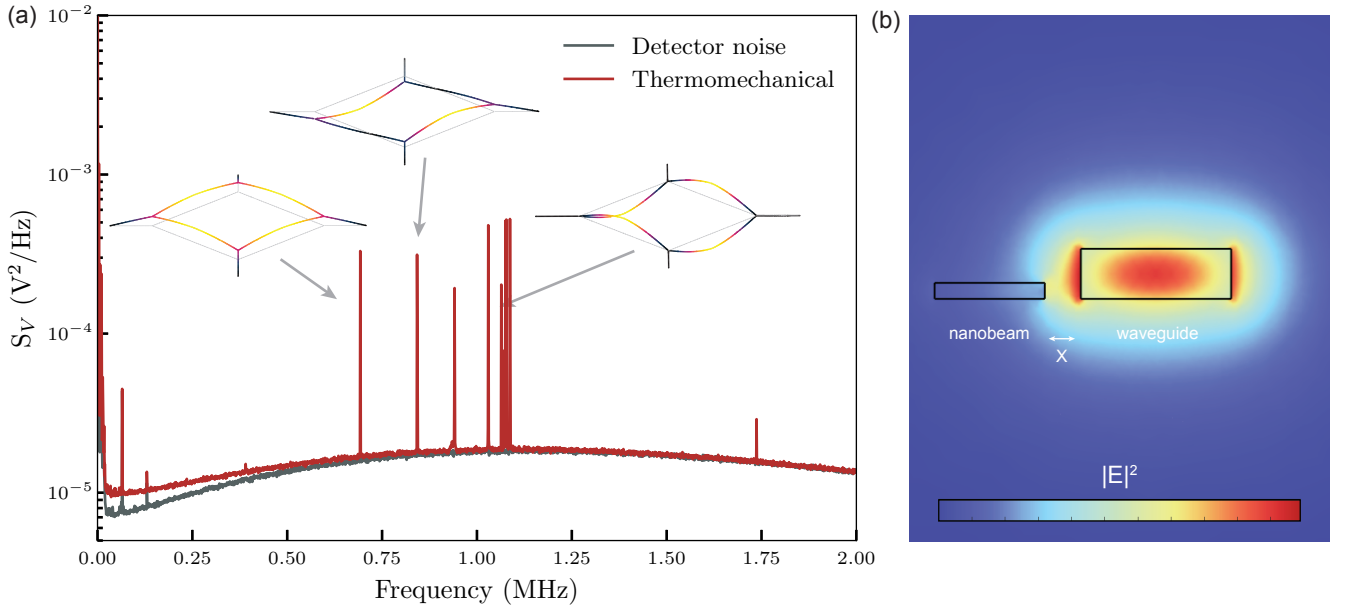 (a)
10⁻²
10⁻³
10⁻⁴
10⁻⁵
S_V (V²/Hz)
Detector noise
Thermomechanical
0.00 0.25 0.50 0.75 1.00 1.25 1.50 1.75 2.00
Frequency (MHz)
(b)
nanobeam
waveguide
X
|E|²